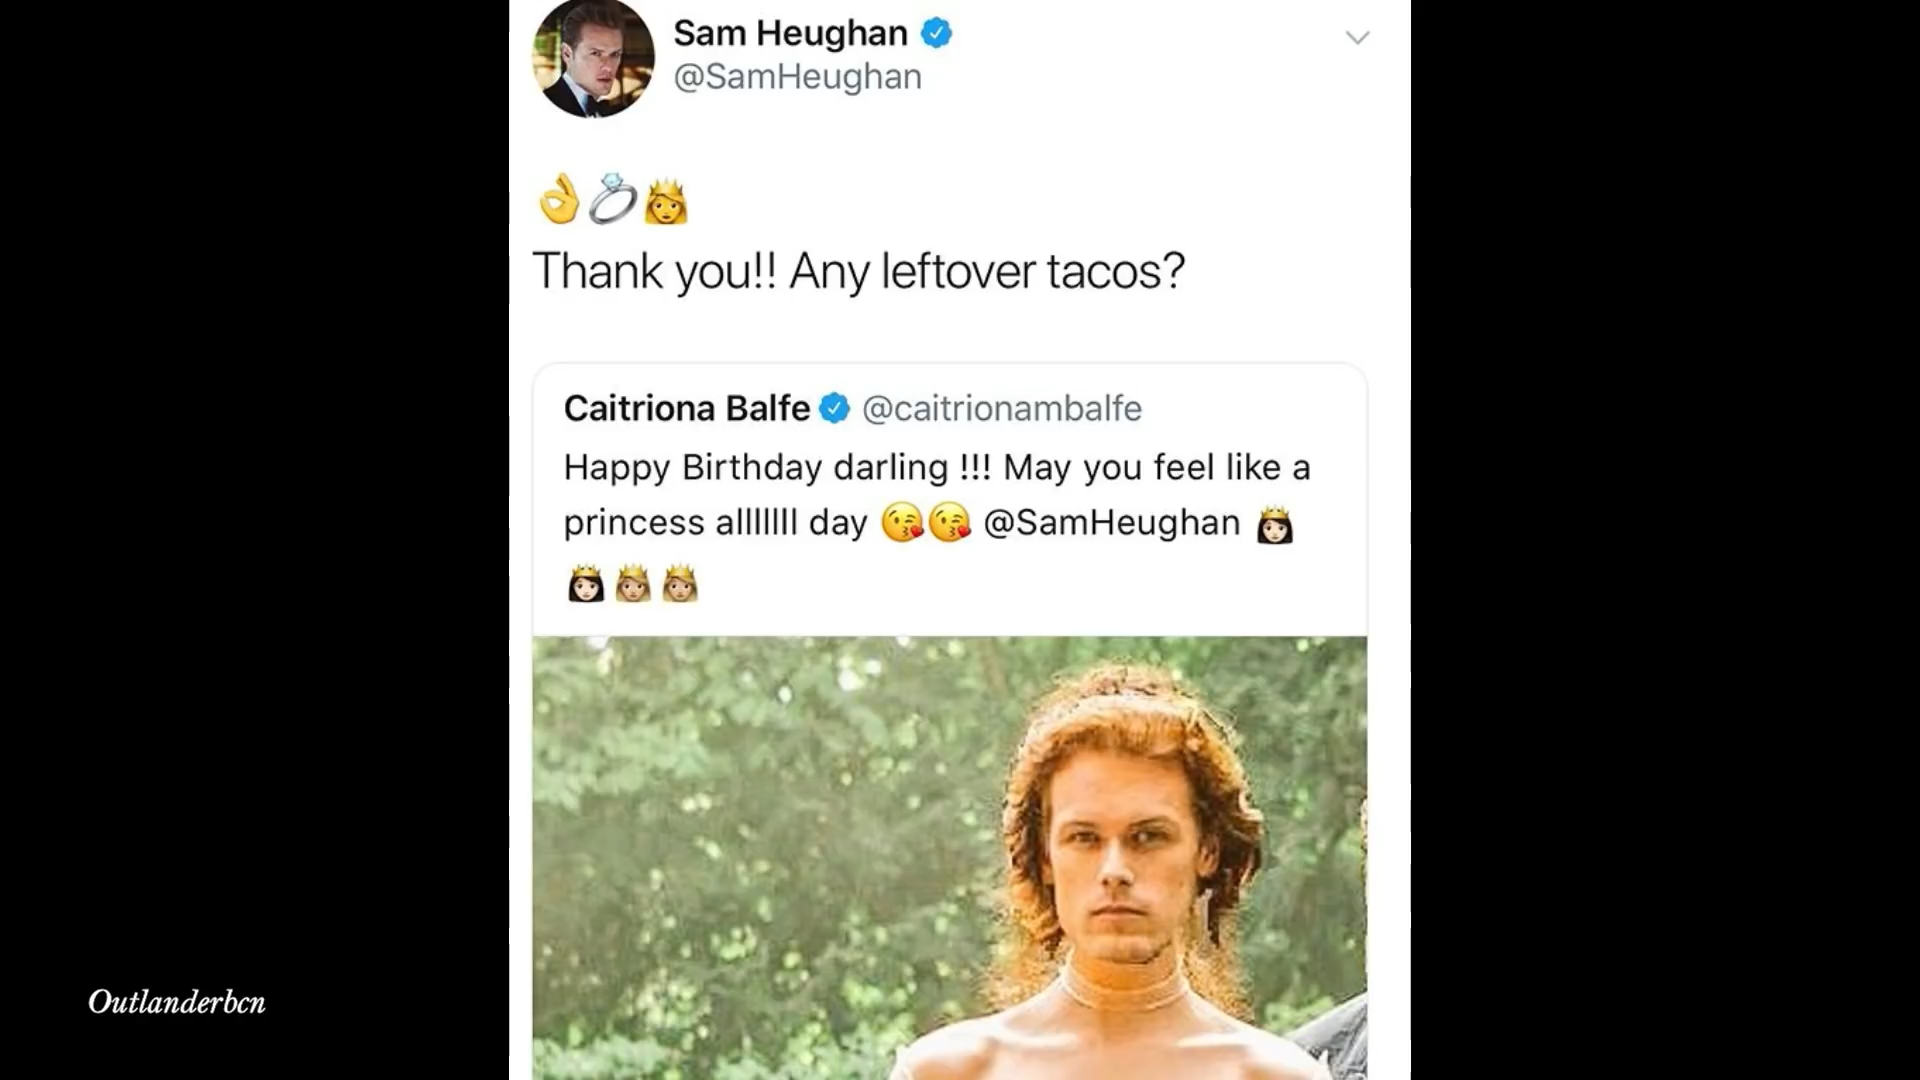 Sam Heughan
@SamHeughan
👌💍👸
Thank you!! Any leftover tacos?
Caitriona Balfe @caitrionambalfe
Happy Birthday darling !!! May you feel like a
princess alllllll day 😘😘 @SamHeughan 👸🏻
👸🏻👸🏼👸🏼
Outlanderbcn